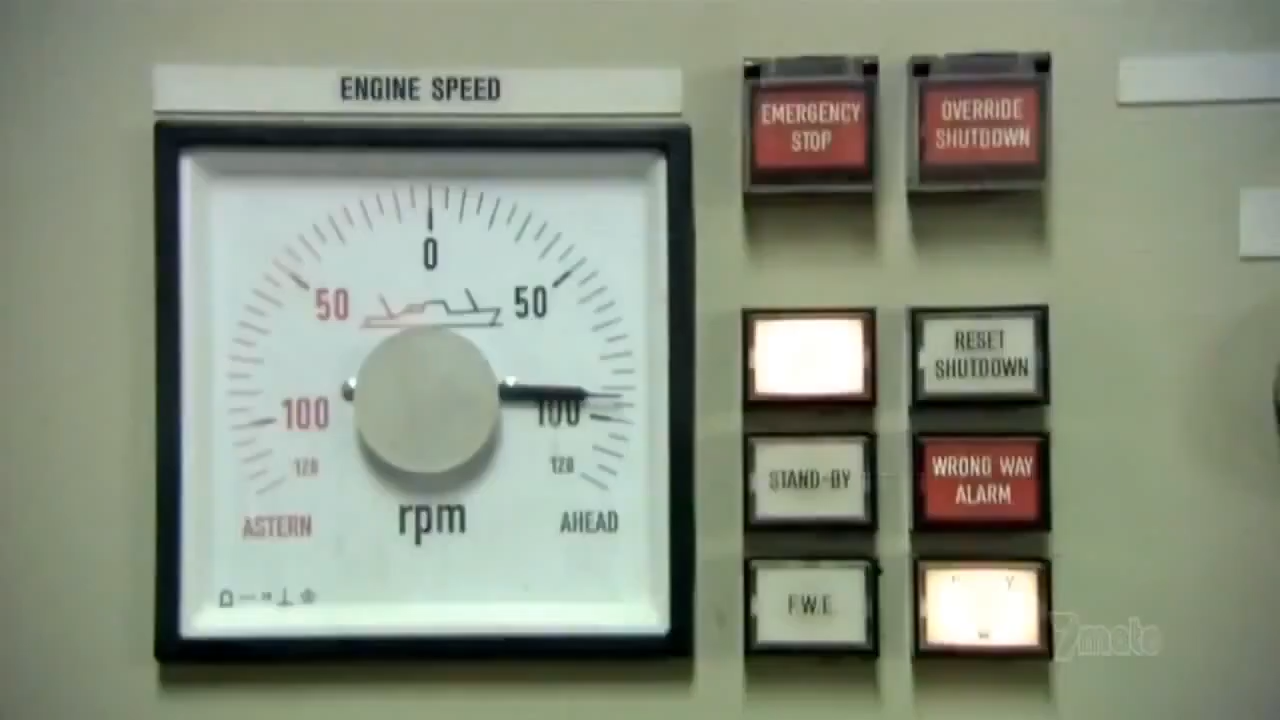 ENGINE SPEED
EMERGENCY
STOP
OVERRIDE
SHUTDOWN
0
50
50
100
100
120
120
rpm
ASTERN
AHEAD
RESET
SHUTDOWN
STAND-BY
WRONG WAY
ALARM
F.W.E.
7mate